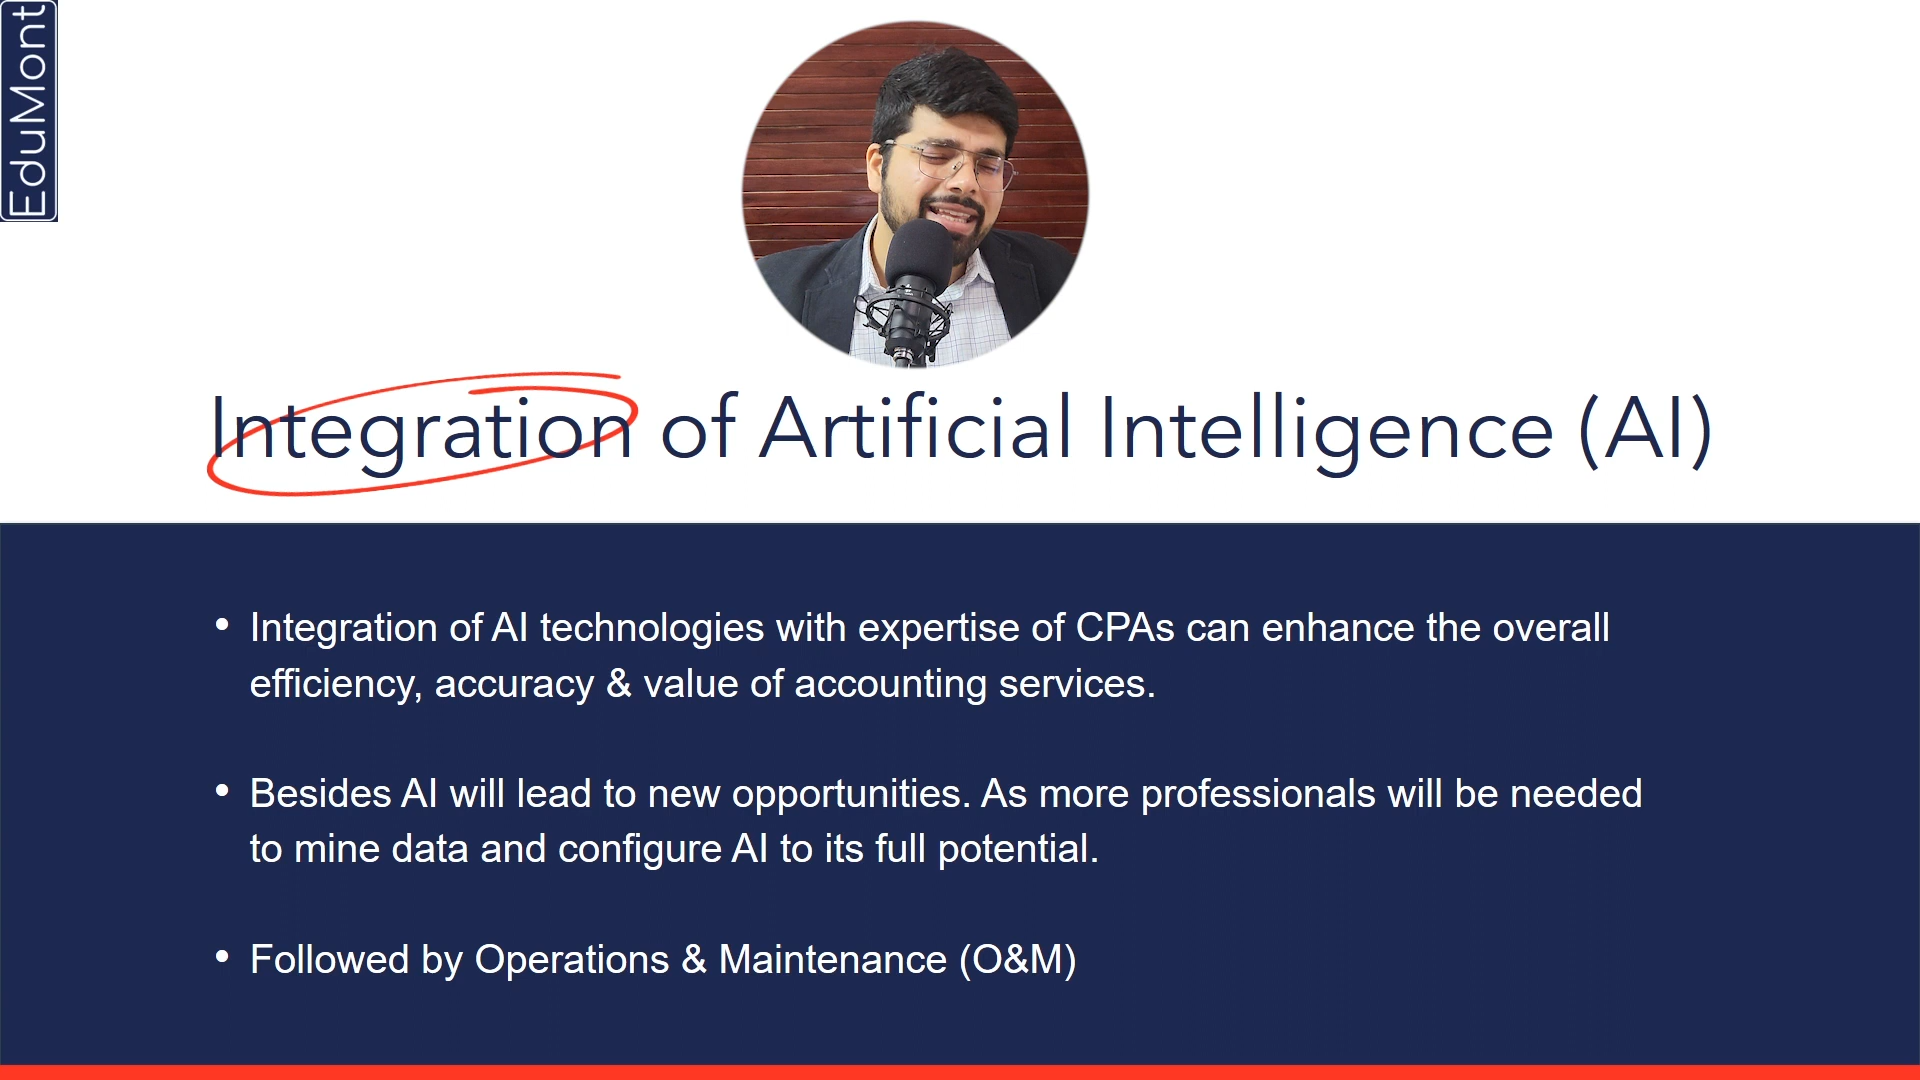 EduMont
Integration of Artificial Intelligence (AI)
• Integration of AI technologies with expertise of CPAs can enhance the overall
efficiency, accuracy & value of accounting services.
• Besides AI will lead to new opportunities. As more professionals will be needed
to mine data and configure AI to its full potential.
• Followed by Operations & Maintenance (O&M)